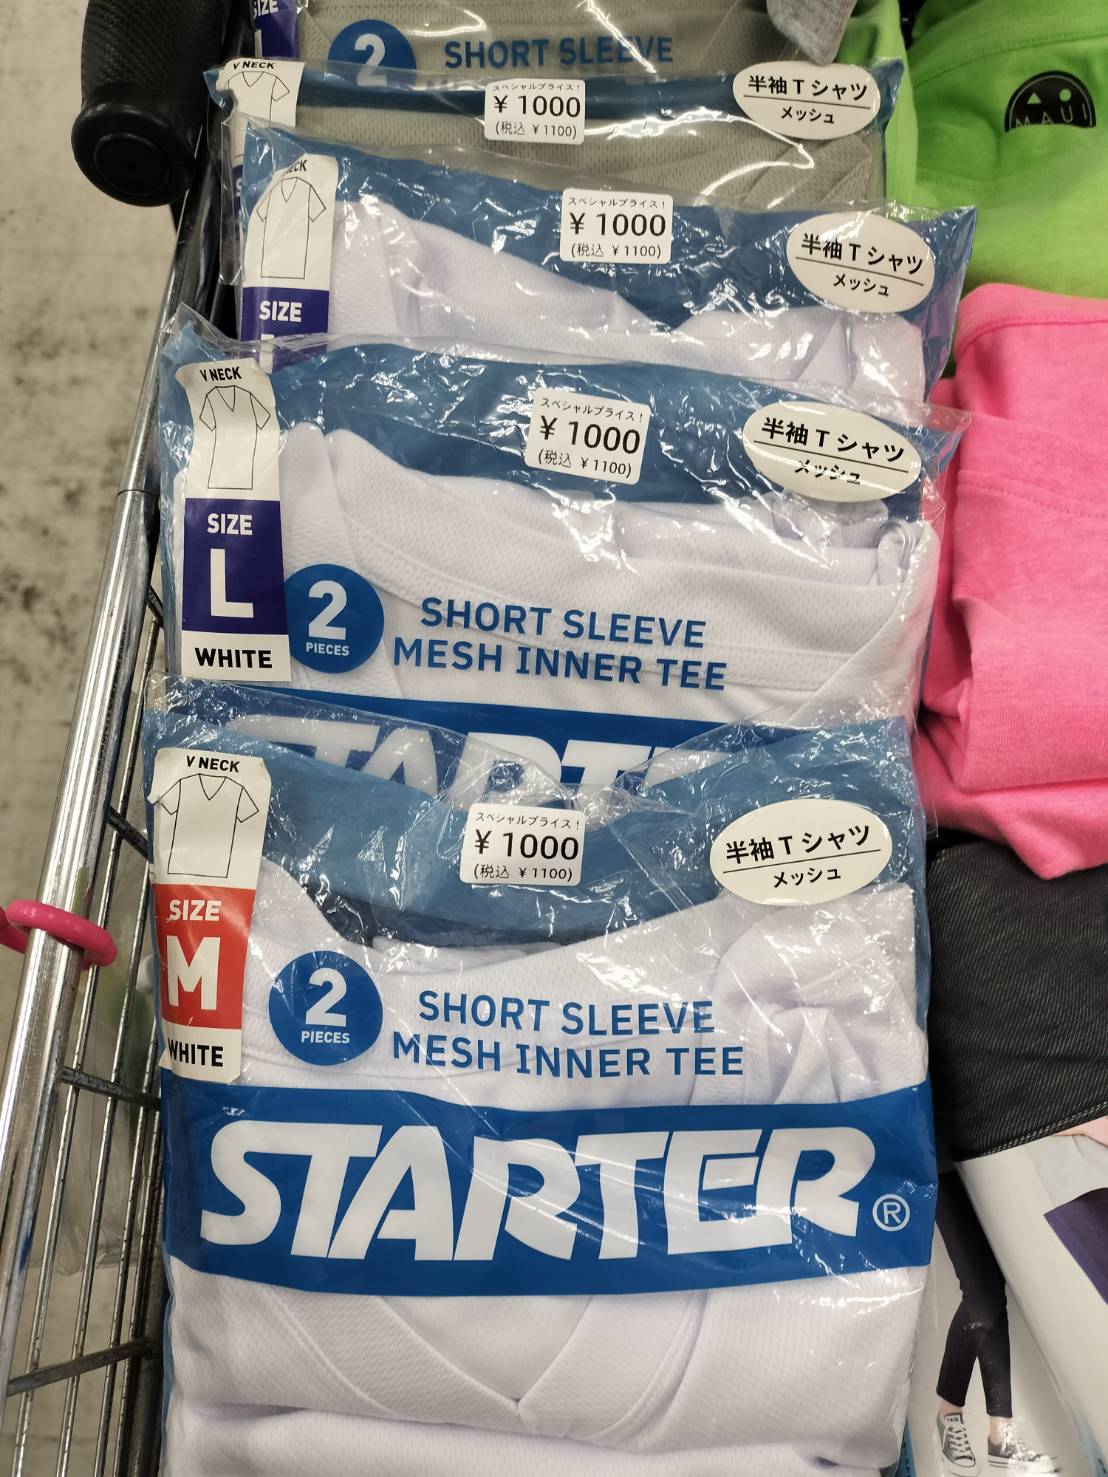 SIZE
2
SHORT SLEEVE
V NECK
スペシャルプライス!
¥ 1000
(税込 ¥1100)
半袖Tシャツ
メッシュ
MAUI
スペシャルプライス!
¥ 1000
(税込 ¥1100)
半袖Tシャツ
メッシュ
SIZE
V NECK
スペシャルプライス!
¥ 1000
(税込 ¥1100)
半袖Tシャツ
メッシュ
SIZE
L
WHITE
2
PIECES
SHORT SLEEVE
MESH INNER TEE
V NECK
スペシャルプライス!
¥ 1000
(税込 ¥1100)
半袖Tシャツ
メッシュ
SIZE
M
WHITE
2
PIECES
SHORT SLEEVE
MESH INNER TEE
STARTER®